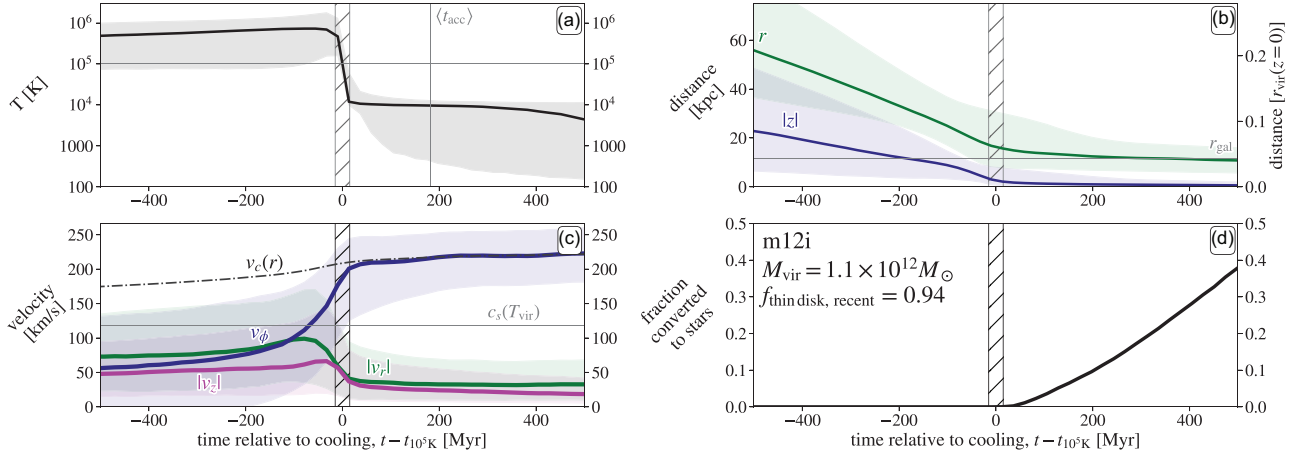 (a)
⟨t_acc⟩
T [K]
10^6
10^5
10^4
1000
100
10^6
10^5
10^4
1000
100
−400
−200
0
200
400
(b)
r
|z|
r_gal
distance
[kpc]
60
40
20
0
0.2
0.1
0.0
distance [r_vir(z=0)]
−400
−200
0
200
400
(c)
v_c(r)
c_s(T_vir)
v_ϕ
|v_r|
|v_z|
velocity
[km/s]
250
200
150
100
50
0
250
200
150
100
50
0
−400
−200
0
200
400
time relative to cooling, t − t_{10^5 K} [Myr]
(d)
m12i
M_vir = 1.1 × 10^12 M_⊙
f_thin disk, recent = 0.94
fraction
converted
to stars
0.5
0.4
0.3
0.2
0.1
0.0
0.5
0.4
0.3
0.2
0.1
0.0
−400
−200
0
200
400
time relative to cooling, t − t_{10^5 K} [Myr]